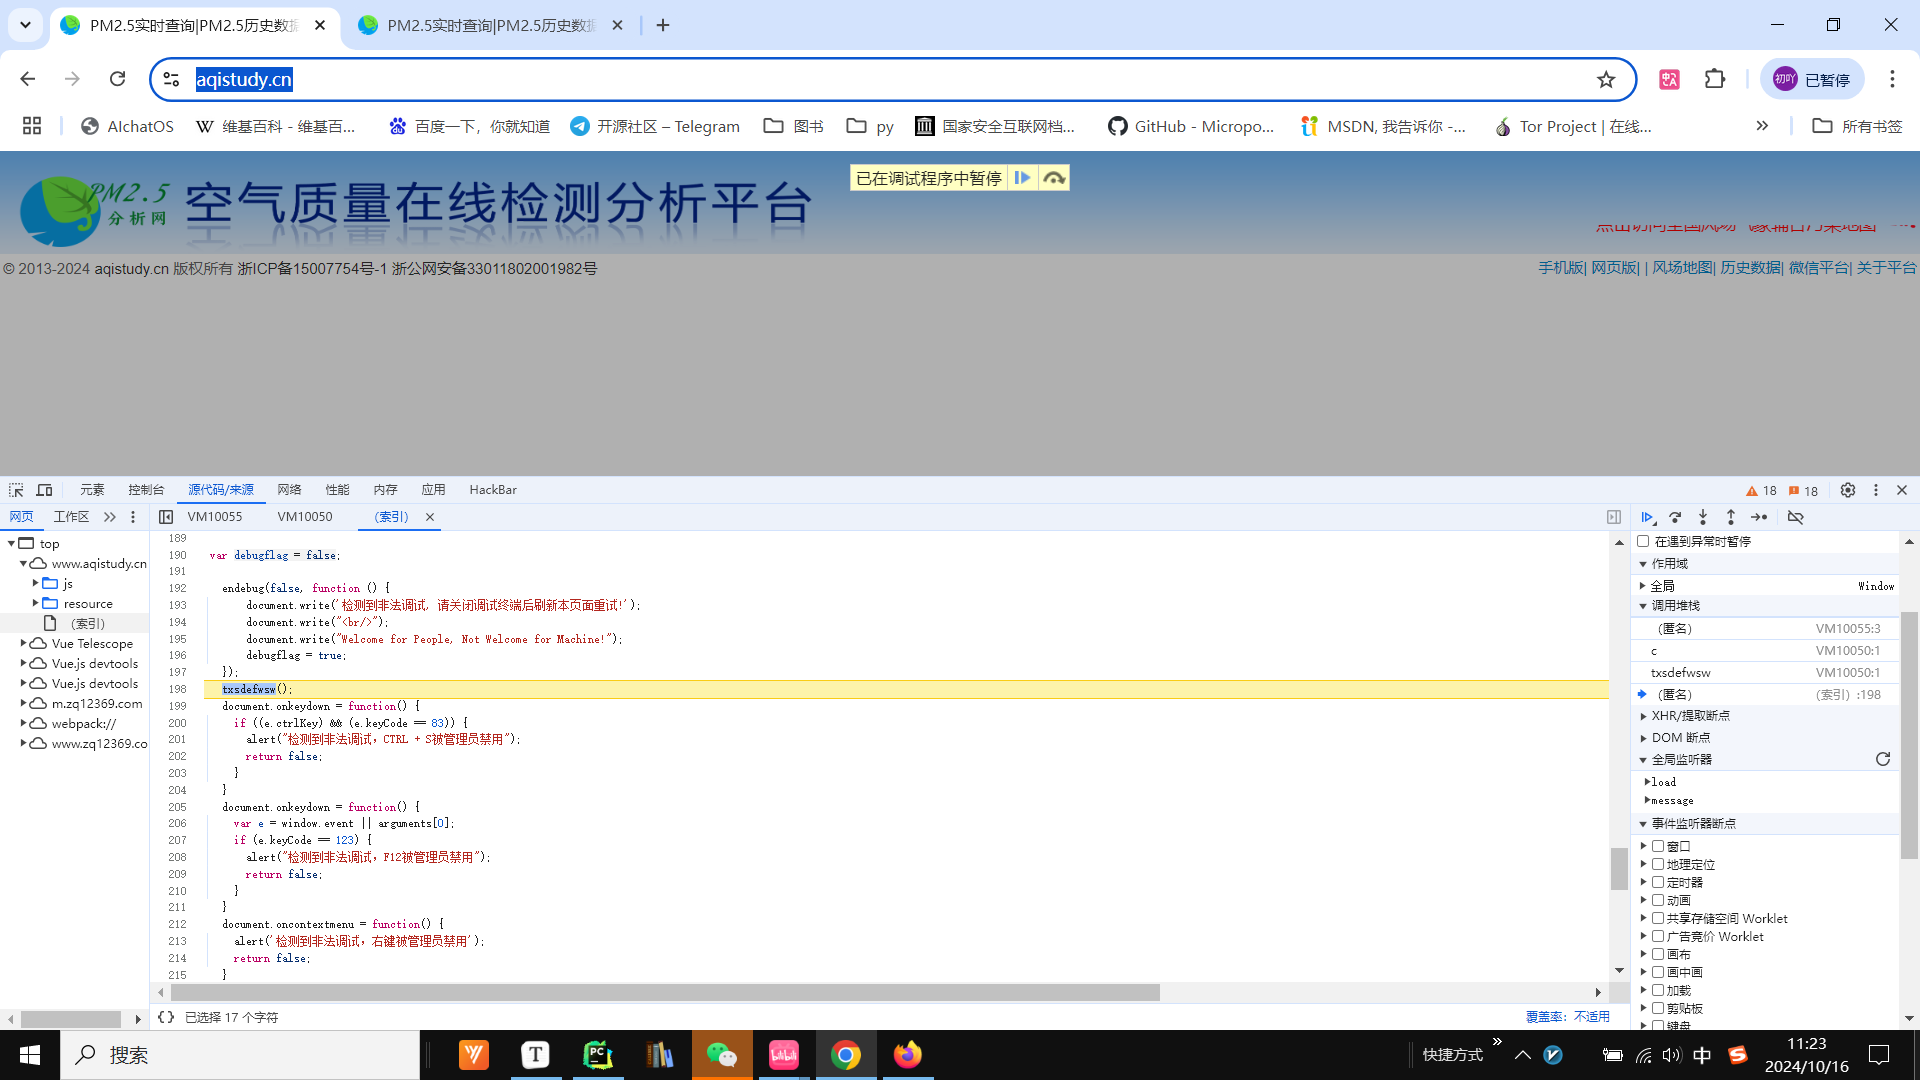 PM2.5实时查询|PM2.5历史数据
PM2.5实时查询|PM2.5历史数据
aqistudy.cn
初吖
已暂停
AIchatOS
W
维基百科 - 维基百...
百度一下，你就知道
开源社区 – Telegram
图书
py
国家安全互联网档...
GitHub - Micropo...
MSDN, 我告诉你 -...
Tor Project | 在线...
所有书签
PM2.5
分析网
空气质量在线检测分析平台
已在调试程序中暂停
© 2013-2024 aqistudy.cn 版权所有 浙ICP备15007754号-1 浙公网安备33011802001982号
手机版| 网页版| | 风场地图| 历史数据| 微信平台| 关于平台
元素
控制台
源代码/来源
网络
性能
内存
应用
HackBar
18
18
网页
工作区
VM10055
VM10050
（索引）
top
www.aqistudy.cn
js
resource
（索引）
Vue Telescope
Vue.js devtools
Vue.js devtools
m.zq12369.com
webpack://
www.zq12369.co
189
190 var debugflag = false;
191
192 endebug(false, function () {
193 document.write('检测到非法调试, 请关闭调试终端后刷新本页面重试!');
194 document.write("<br/>");
195 document.write("Welcome for People, Not Welcome for Machine!");
196 debugflag = true;
197 });
198 txsdefwsw();
199 document.onkeydown = function() {
200 if ((e.ctrlKey) && (e.keyCode == 83)) {
201 alert("检测到非法调试，CTRL + S被管理员禁用");
202 return false;
203 }
204 }
205 document.onkeydown = function() {
206 var e = window.event || arguments[0];
207 if (e.keyCode == 123) {
208 alert("检测到非法调试，F12被管理员禁用");
209 return false;
210 }
211 }
212 document.oncontextmenu = function() {
213 alert('检测到非法调试，右键被管理员禁用');
214 return false;
215 }
{} 已选择 17 个字符
覆盖率：不适用
在遇到异常时暂停
作用域
全局 Window
调用堆栈
（匿名） VM10055:3
c VM10050:1
txsdefwsw VM10050:1
（匿名） （索引）:198
XHR/提取断点
DOM 断点
全局监听器
load
message
事件监听器断点
窗口
地理定位
定时器
动画
共享存储空间 Worklet
广告竞价 Worklet
画布
画中画
加载
剪贴板
键盘
搜索
T
PC
bilibili
快捷方式
中
11:23
2024/10/16